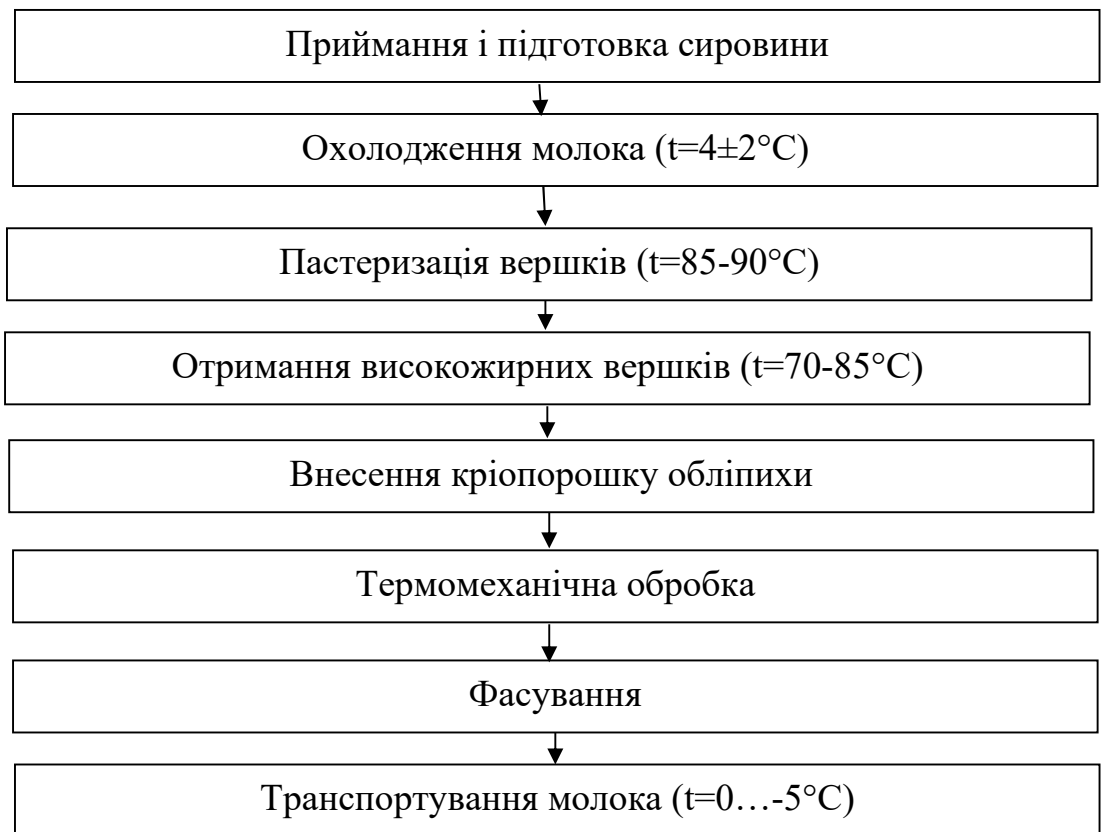 Приймання і підготовка сировини
Охолодження молока (t=4±2°C)
Пастеризація вершків (t=85-90°C)
Отримання високожирних вершків (t=70-85°C)
Внесення кріопорошку обліпихи
Термомеханічна обробка
Фасування
Транспортування молока (t=0…-5°C)